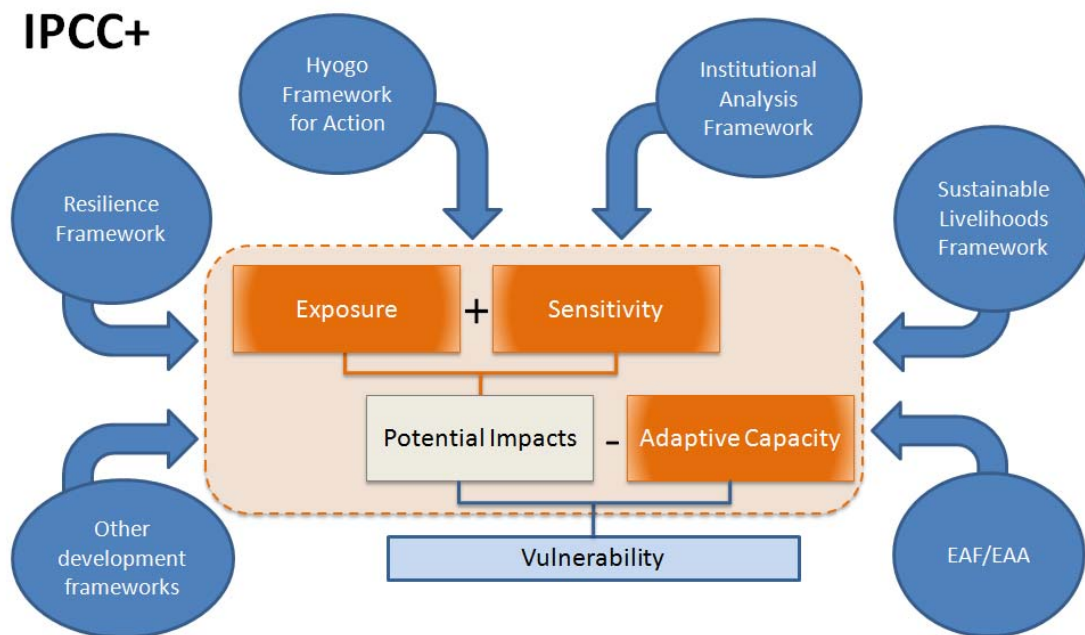 IPCC+
Hyogo
Framework
for Action
Institutional
Analysis
Framework
Resilience
Framework
Sustainable
Livelihoods
Framework
Exposure + Sensitivity
Potential Impacts - Adaptive Capacity
Other
development
frameworks
Vulnerability
EAF/EAA